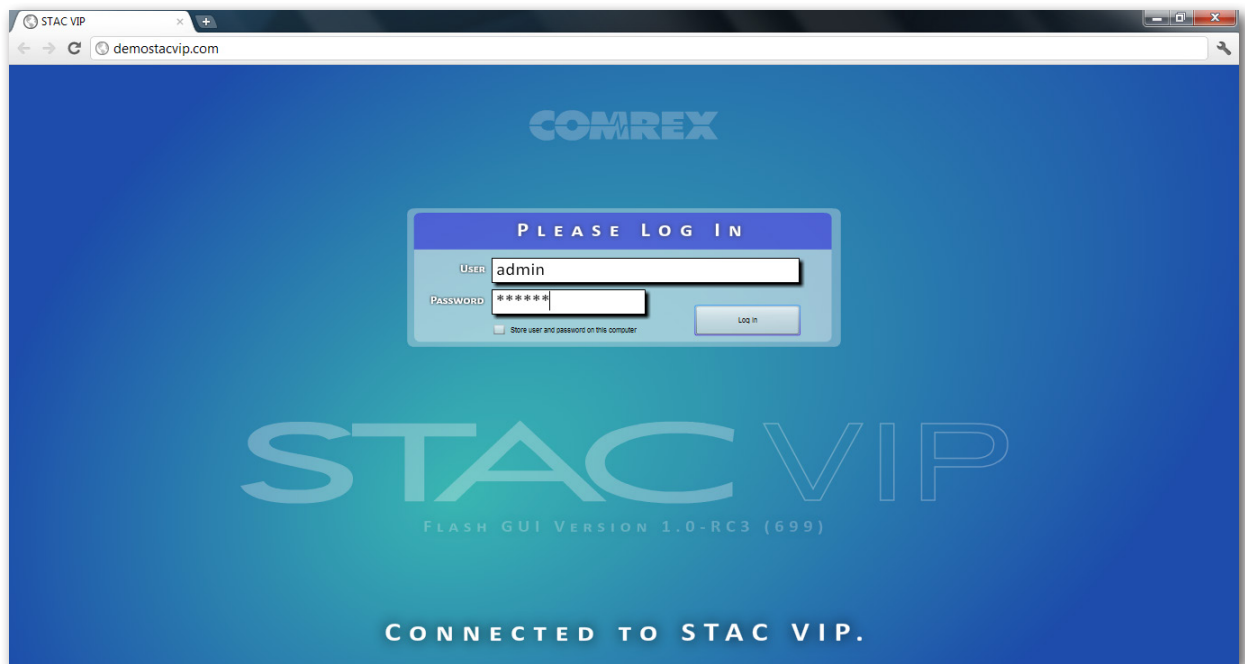 STAC VIP
demostacvip.com
COMREX
PLEASE LOG IN
USER admin
PASSWORD ******
Store user and password on this computer
Log in
STAC VIP
FLASH GUI VERSION 1.0-RC3 (699)
CONNECTED TO STAC VIP.